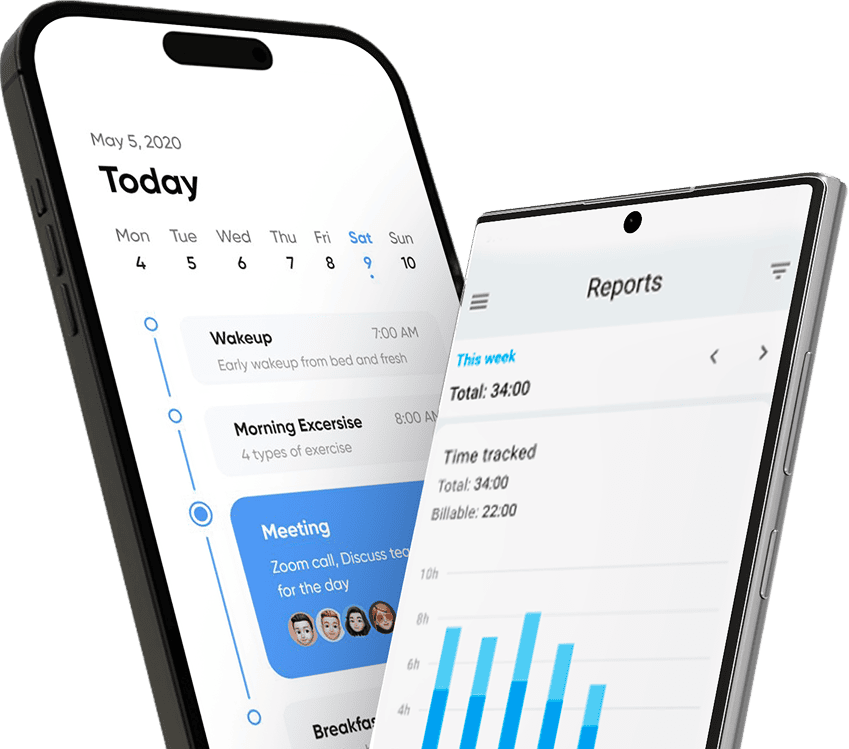 May 5, 2020
Today
Mon Tue Wed Thu Fri Sat Sun
4 5 6 7 8 9 10
Wakeup 7:00 AM
Early wakeup from bed and fresh
Morning Excersise 8:00 AM
4 types of exercise
Meeting
Zoom call, Discuss tea
for the day
Breakfas
Reports
This week
Total: 34:00
Time tracked
Total: 34:00
Billable: 22:00
10h
8h
6h
4h